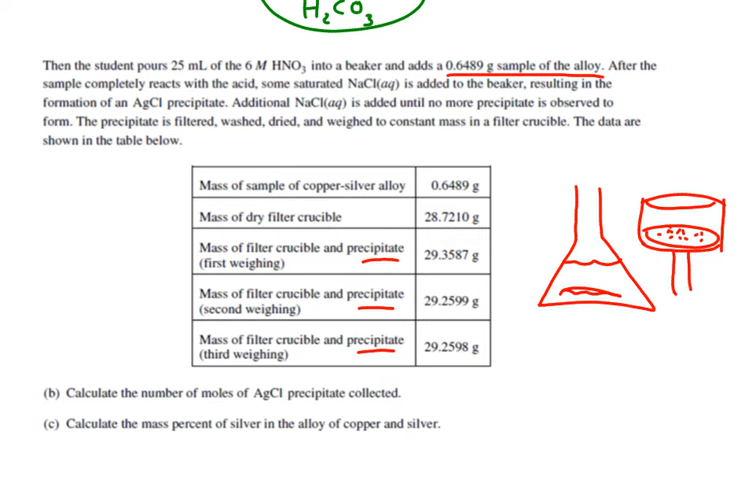 H₂CO₃
Then the student pours 25 mL of the 6 M HNO₃ into a beaker and adds a 0.6489 g sample of the alloy. After the
sample completely reacts with the acid, some saturated NaCl(aq) is added to the beaker, resulting in the
formation of an AgCl precipitate. Additional NaCl(aq) is added until no more precipitate is observed to
form. The precipitate is filtered, washed, dried, and weighed to constant mass in a filter crucible. The data are
shown in the table below.
Mass of sample of copper-silver alloy 0.6489 g
Mass of dry filter crucible 28.7210 g
Mass of filter crucible and precipitate
(first weighing) 29.3587 g
Mass of filter crucible and precipitate
(second weighing) 29.2599 g
Mass of filter crucible and precipitate
(third weighing) 29.2598 g
(b) Calculate the number of moles of AgCl precipitate collected.
(c) Calculate the mass percent of silver in the alloy of copper and silver.